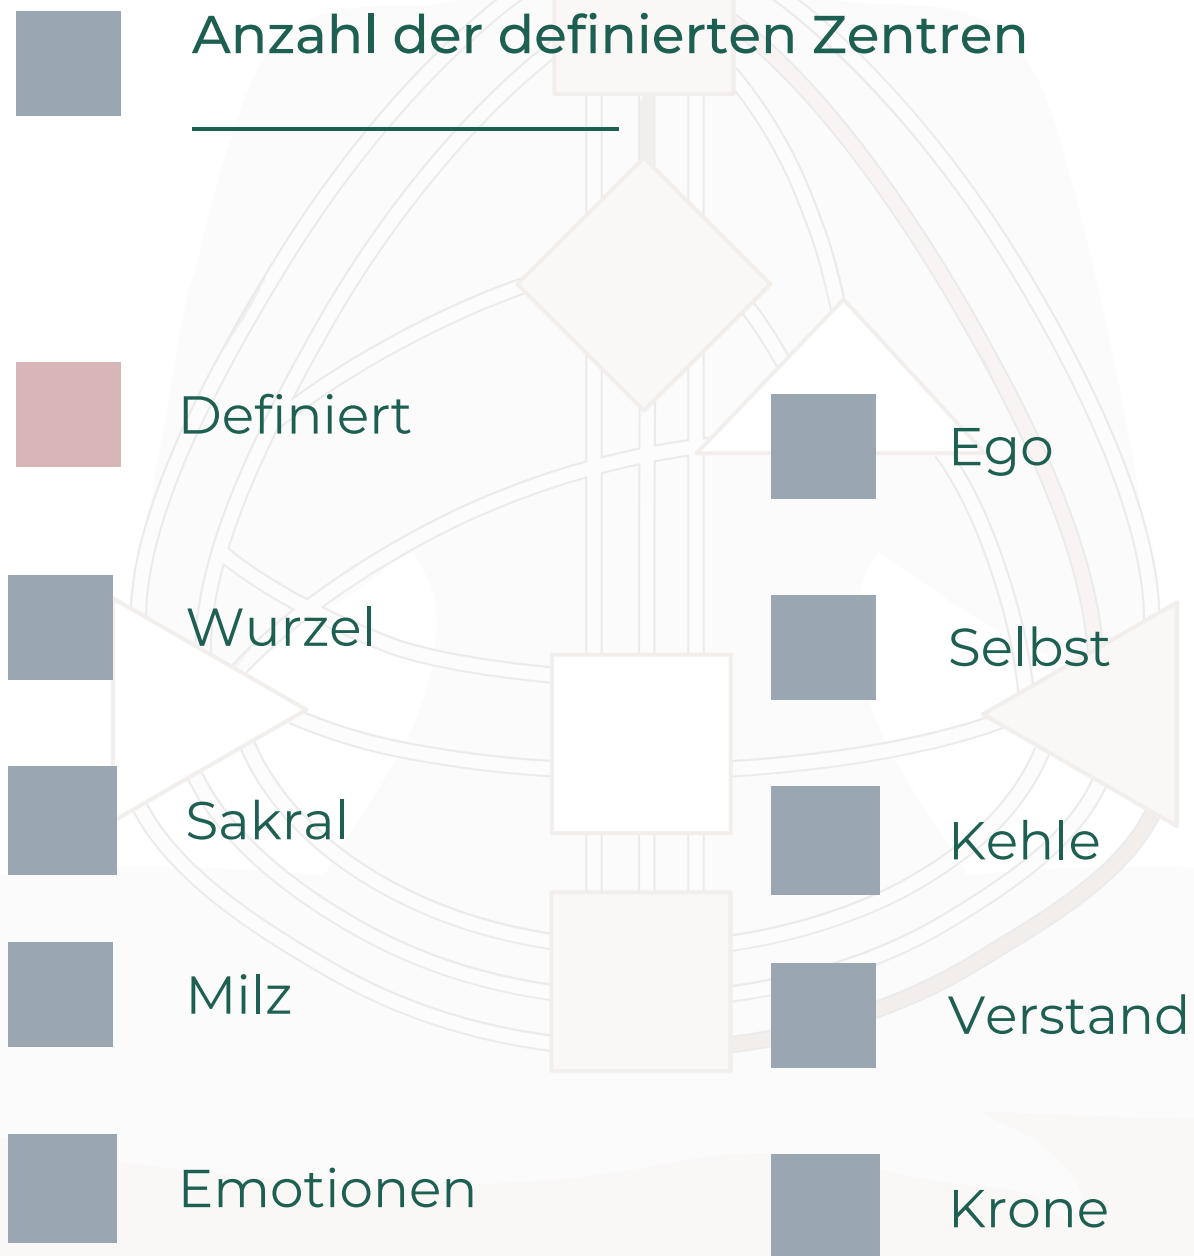 Anzahl der definierten Zentren
Definiert
Wurzel
Sakral
Milz
Emotionen
Ego
Selbst
Kehle
Verstand
Krone